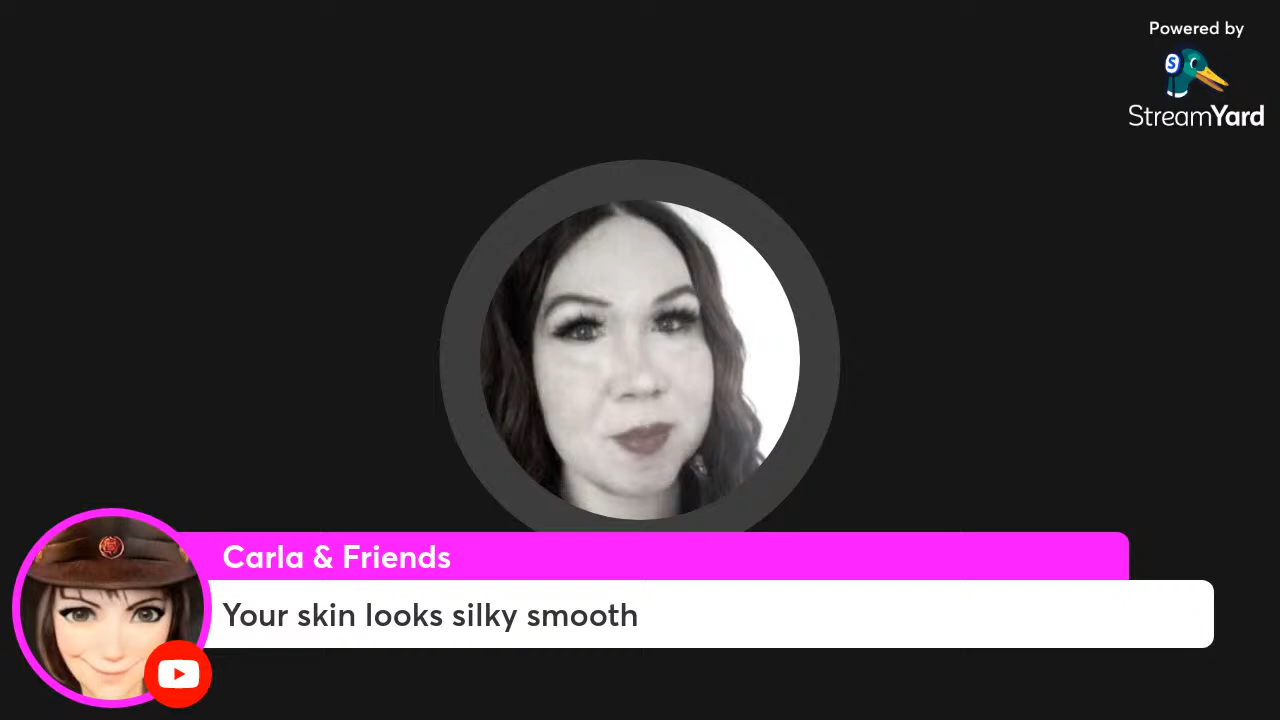 Powered by
S
StreamYard
Carla & Friends
Your skin looks silky smooth